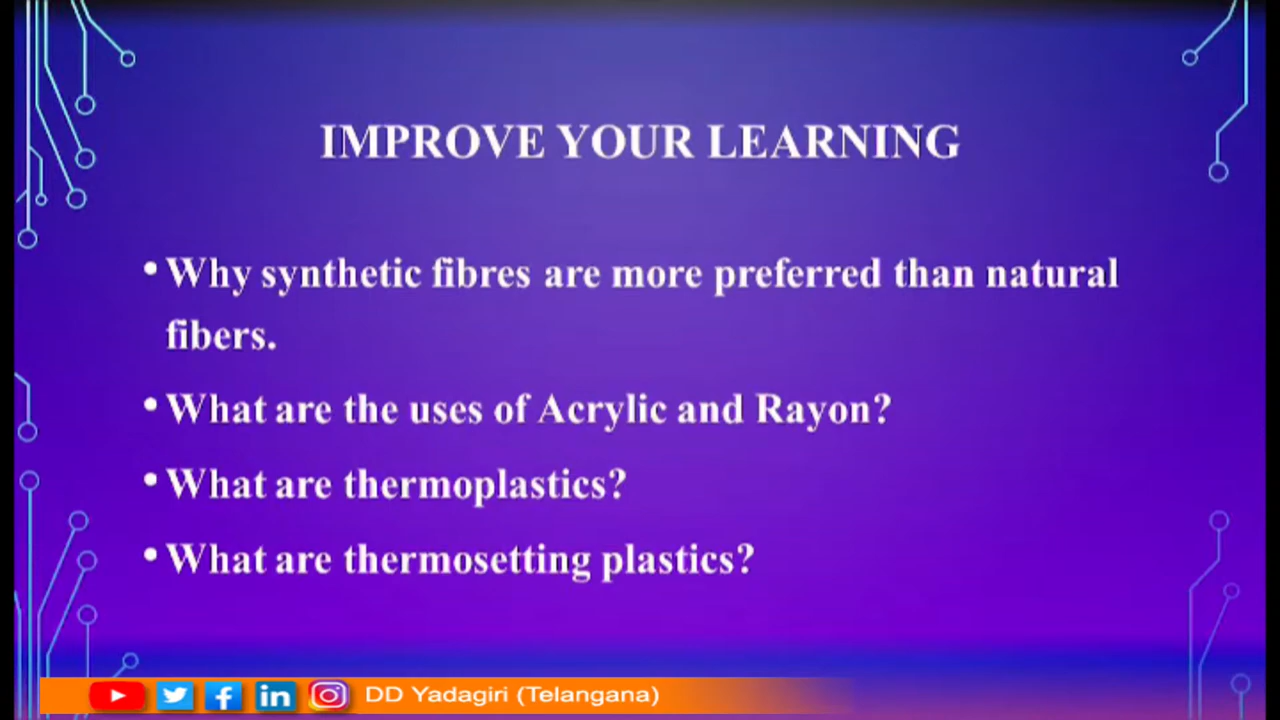 IMPROVE YOUR LEARNING
• Why synthetic fibres are more preferred than natural
fibers.
• What are the uses of Acrylic and Rayon?
• What are thermoplastics?
• What are thermosetting plastics?
DD Yadagiri (Telangana)